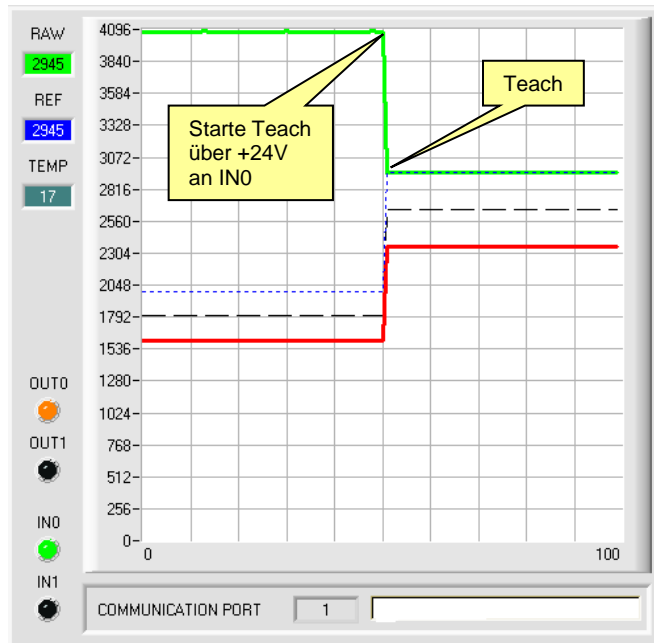 RAW
2945
REF
2945
TEMP
17
OUT0
OUT1
IN0
IN1
4096
3840
3584
3328
3072
2816
2560
2304
2048
1792
1536
1280
1024
768
512
256
0
0
100
Starte Teach
über +24V
an IN0
Teach
COMMUNICATION PORT 1